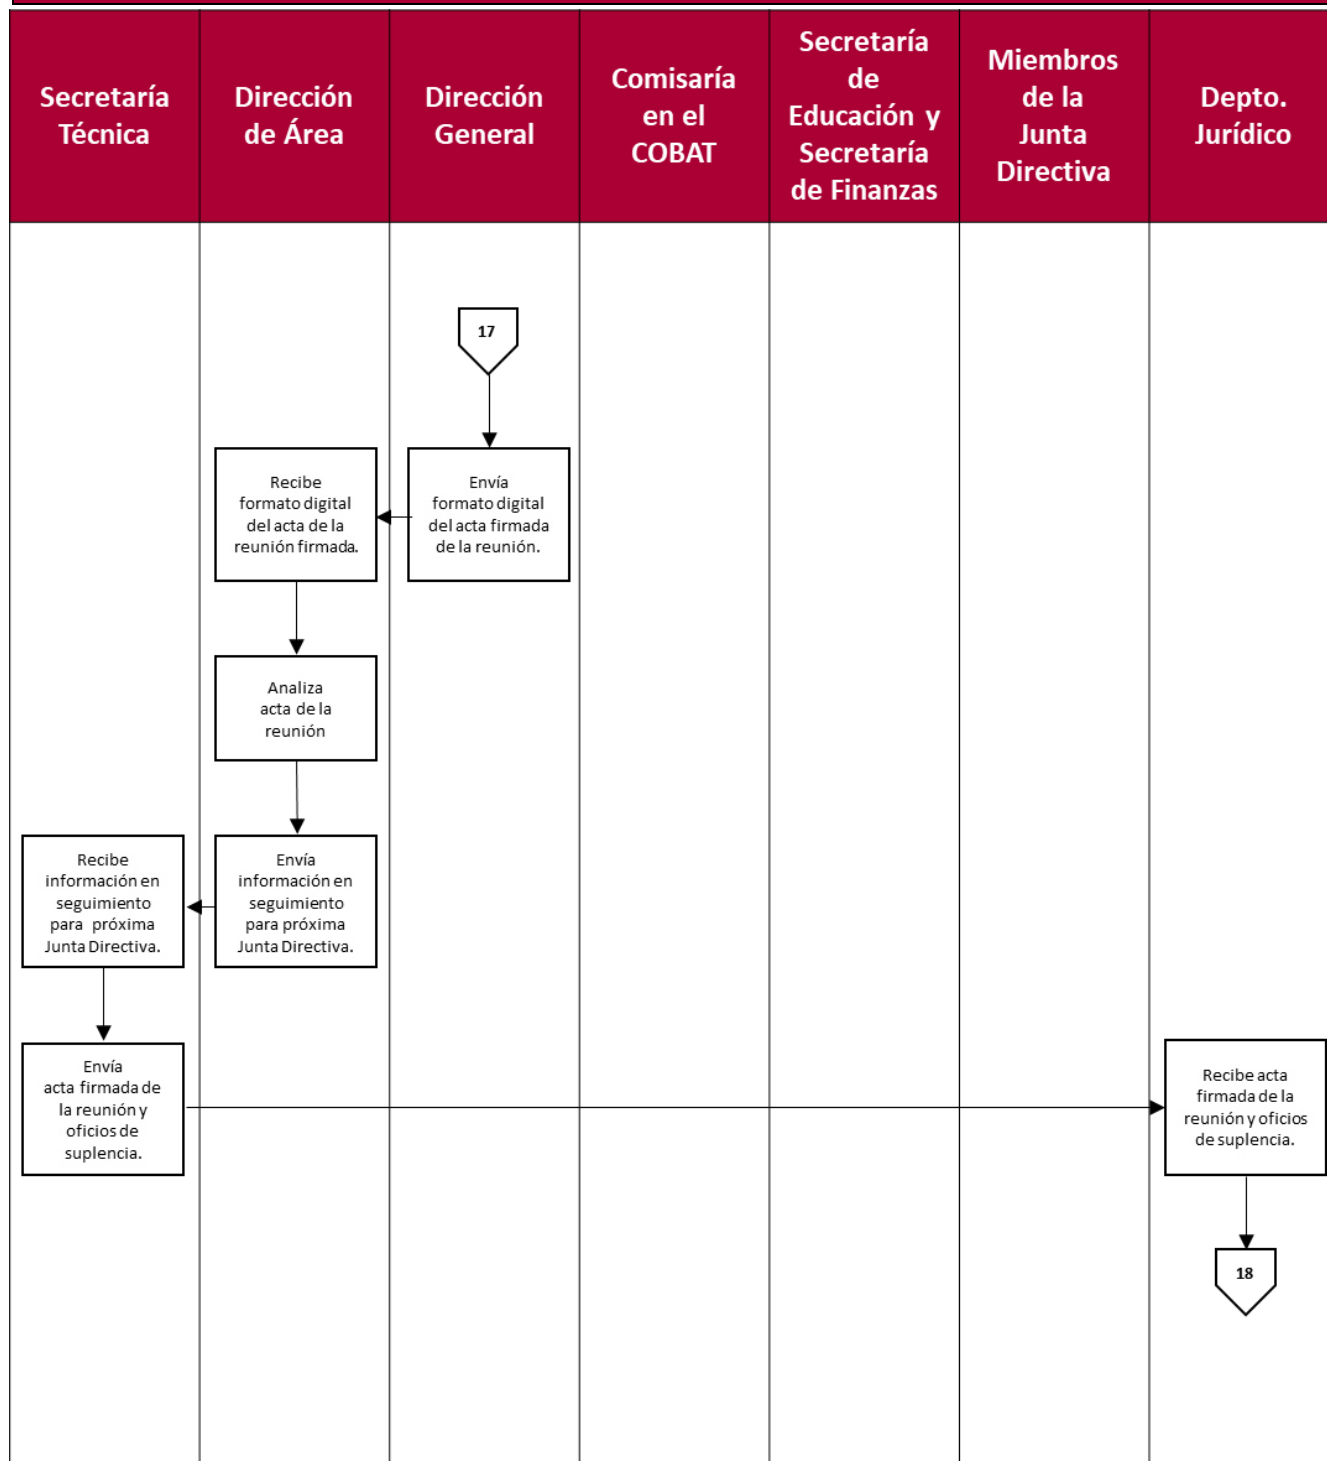 Secretaría
Técnica
Dirección
de Área
Dirección
General
Comisaría
en el
COBAT
Secretaría
de
Educación y
Secretaría
de Finanzas
Miembros
de la
Junta
Directiva
Depto.
Jurídico
17
Recibe
formato digital
del acta de la
reunión firmada.
Envía
formato digital
del acta firmada
de la reunión.
Analiza
acta de la
reunión
Recibe
información en
seguimiento
para próxima
Junta Directiva.
Envía
información en
seguimiento
para próxima
Junta Directiva.
Envía
acta firmada de
la reunión y
oficios de
suplencia.
Recibe acta
firmada de la
reunión y oficios
de suplencia.
18